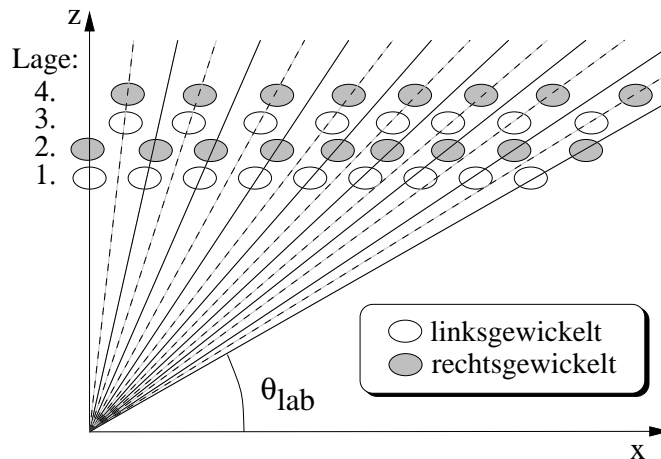 z
Lage:
4.
3.
2.
1.
linksgewickelt
rechtsgewickelt
θlab
x